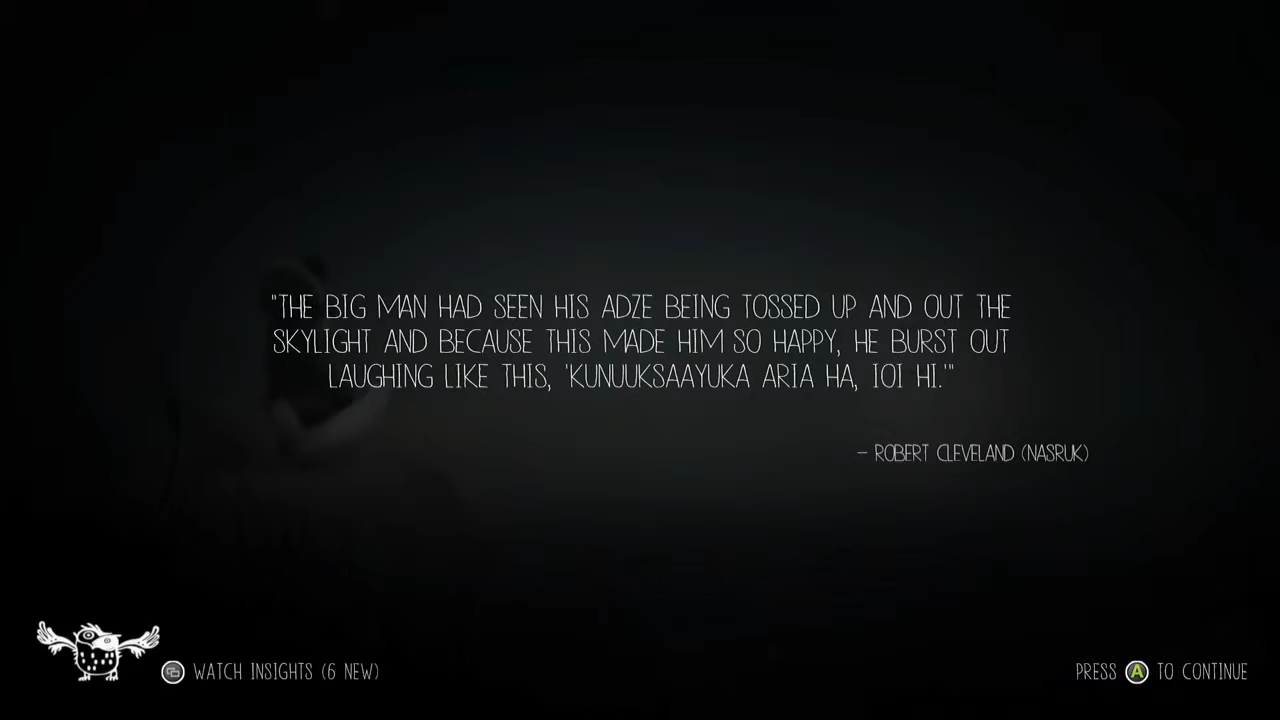 "THE BIG MAN HAD SEEN HIS ADZE BEING TOSSED UP AND OUT THE
SKYLIGHT AND BECAUSE THIS MADE HIM SO HAPPY, HE BURST OUT
LAUGHING LIKE THIS, 'KUNUUKSAAYUKA ARIA HA, IOI HI.'"
– ROBERT CLEVELAND (NASRUK)
WATCH INSIGHTS (6 NEW)
PRESS A TO CONTINUE